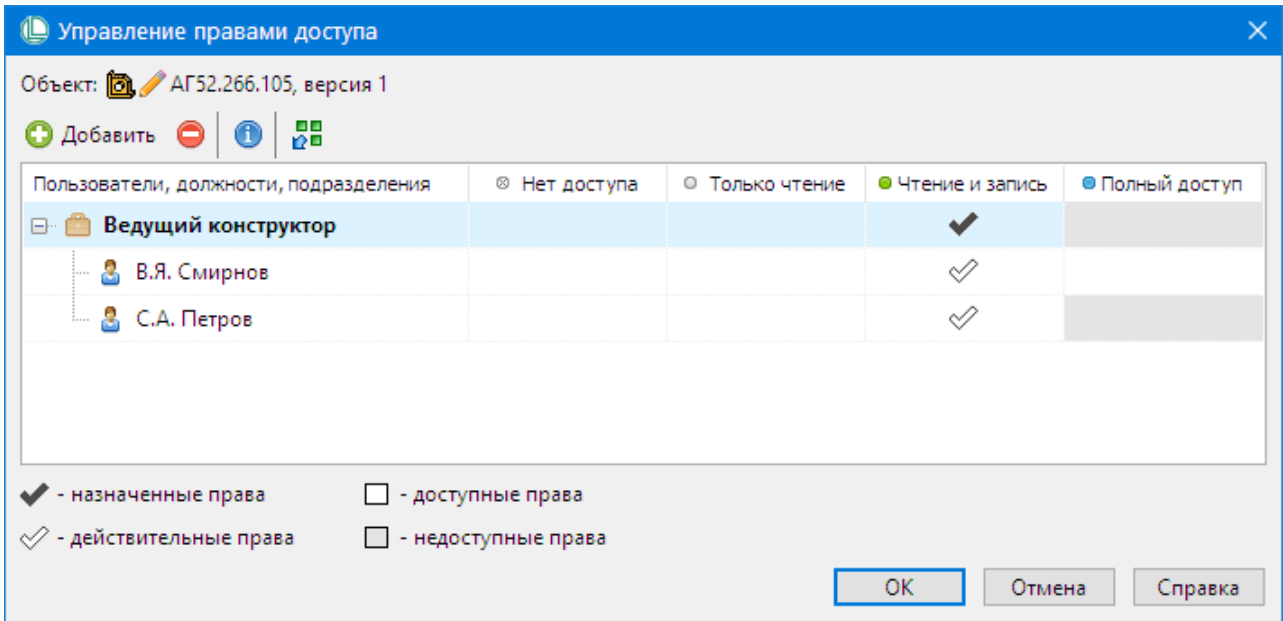 Управление правами доступа
Объект: АГ52.266.105, версия 1
Добавить
Пользователи, должности, подразделения Нет доступа Только чтение Чтение и запись Полный доступ
Ведущий конструктор
В.Я. Смирнов
С.А. Петров
- назначенные права - доступные права
- действительные права - недоступные права
ОК Отмена Справка